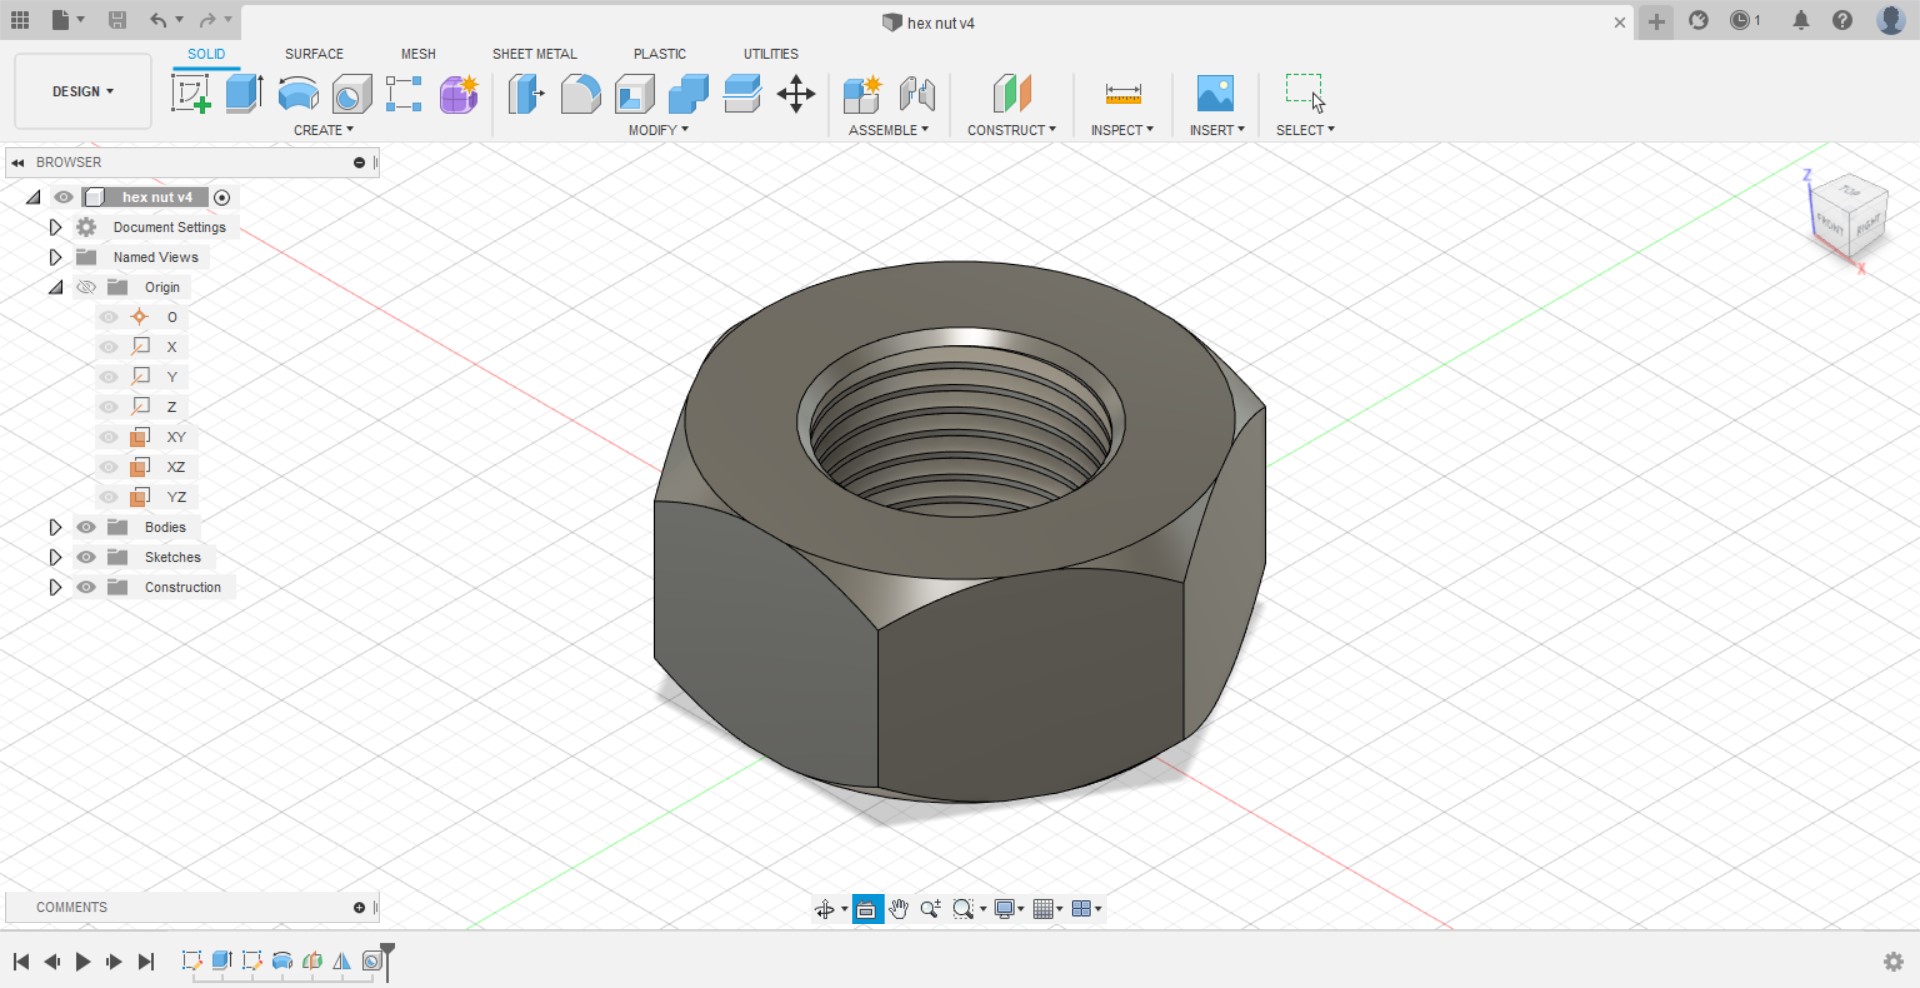 hex nut v4
1
SOLID SURFACE MESH SHEET METAL PLASTIC UTILITIES
DESIGN
CREATE MODIFY ASSEMBLE CONSTRUCT INSPECT INSERT SELECT
BROWSER
hex nut v4
Document Settings
Named Views
Origin
O
X
Y
Z
XY
XZ
YZ
Bodies
Sketches
Construction
Z
TOP
FRONT
RIGHT
X
COMMENTS